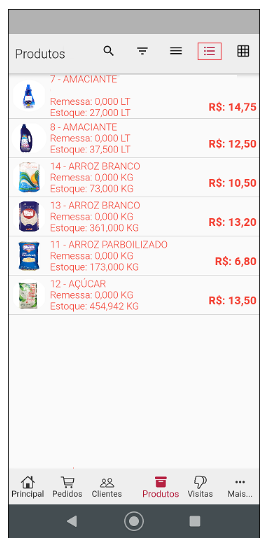 Produtos
7 - AMACIANTE
Remessa: 0,000 LT
Estoque: 27,000 LT
R$: 14,75
8 - AMACIANTE
Remessa: 0,000 LT
Estoque: 37,500 LT
R$: 12,50
14 - ARROZ BRANCO
Remessa: 0,000 KG
Estoque: 73,000 KG
R$: 10,50
13 - ARROZ BRANCO
Remessa: 0,000 KG
Estoque: 361,000 KG
R$: 13,20
11 - ARROZ PARBOILIZADO
Remessa: 0,000 KG
Estoque: 173,000 KG
R$: 6,80
12 - AÇÚCAR
Remessa: 0,000 KG
Estoque: 454,942 KG
R$: 13,50
Principal Pedidos Clientes Produtos Visitas Mais...